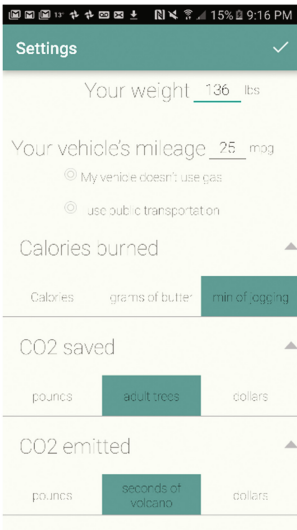 13° 15% 9:16 PM
Settings
Your weight 136 lbs
Your vehicle's mileage 25 mpg
My vehicle doesn't use gas
use public transportation
Calories burned
Calories grams of butter min of jogging
CO2 saved
pounds adult trees dollars
CO2 emitted
pounds seconds of volcano dollars